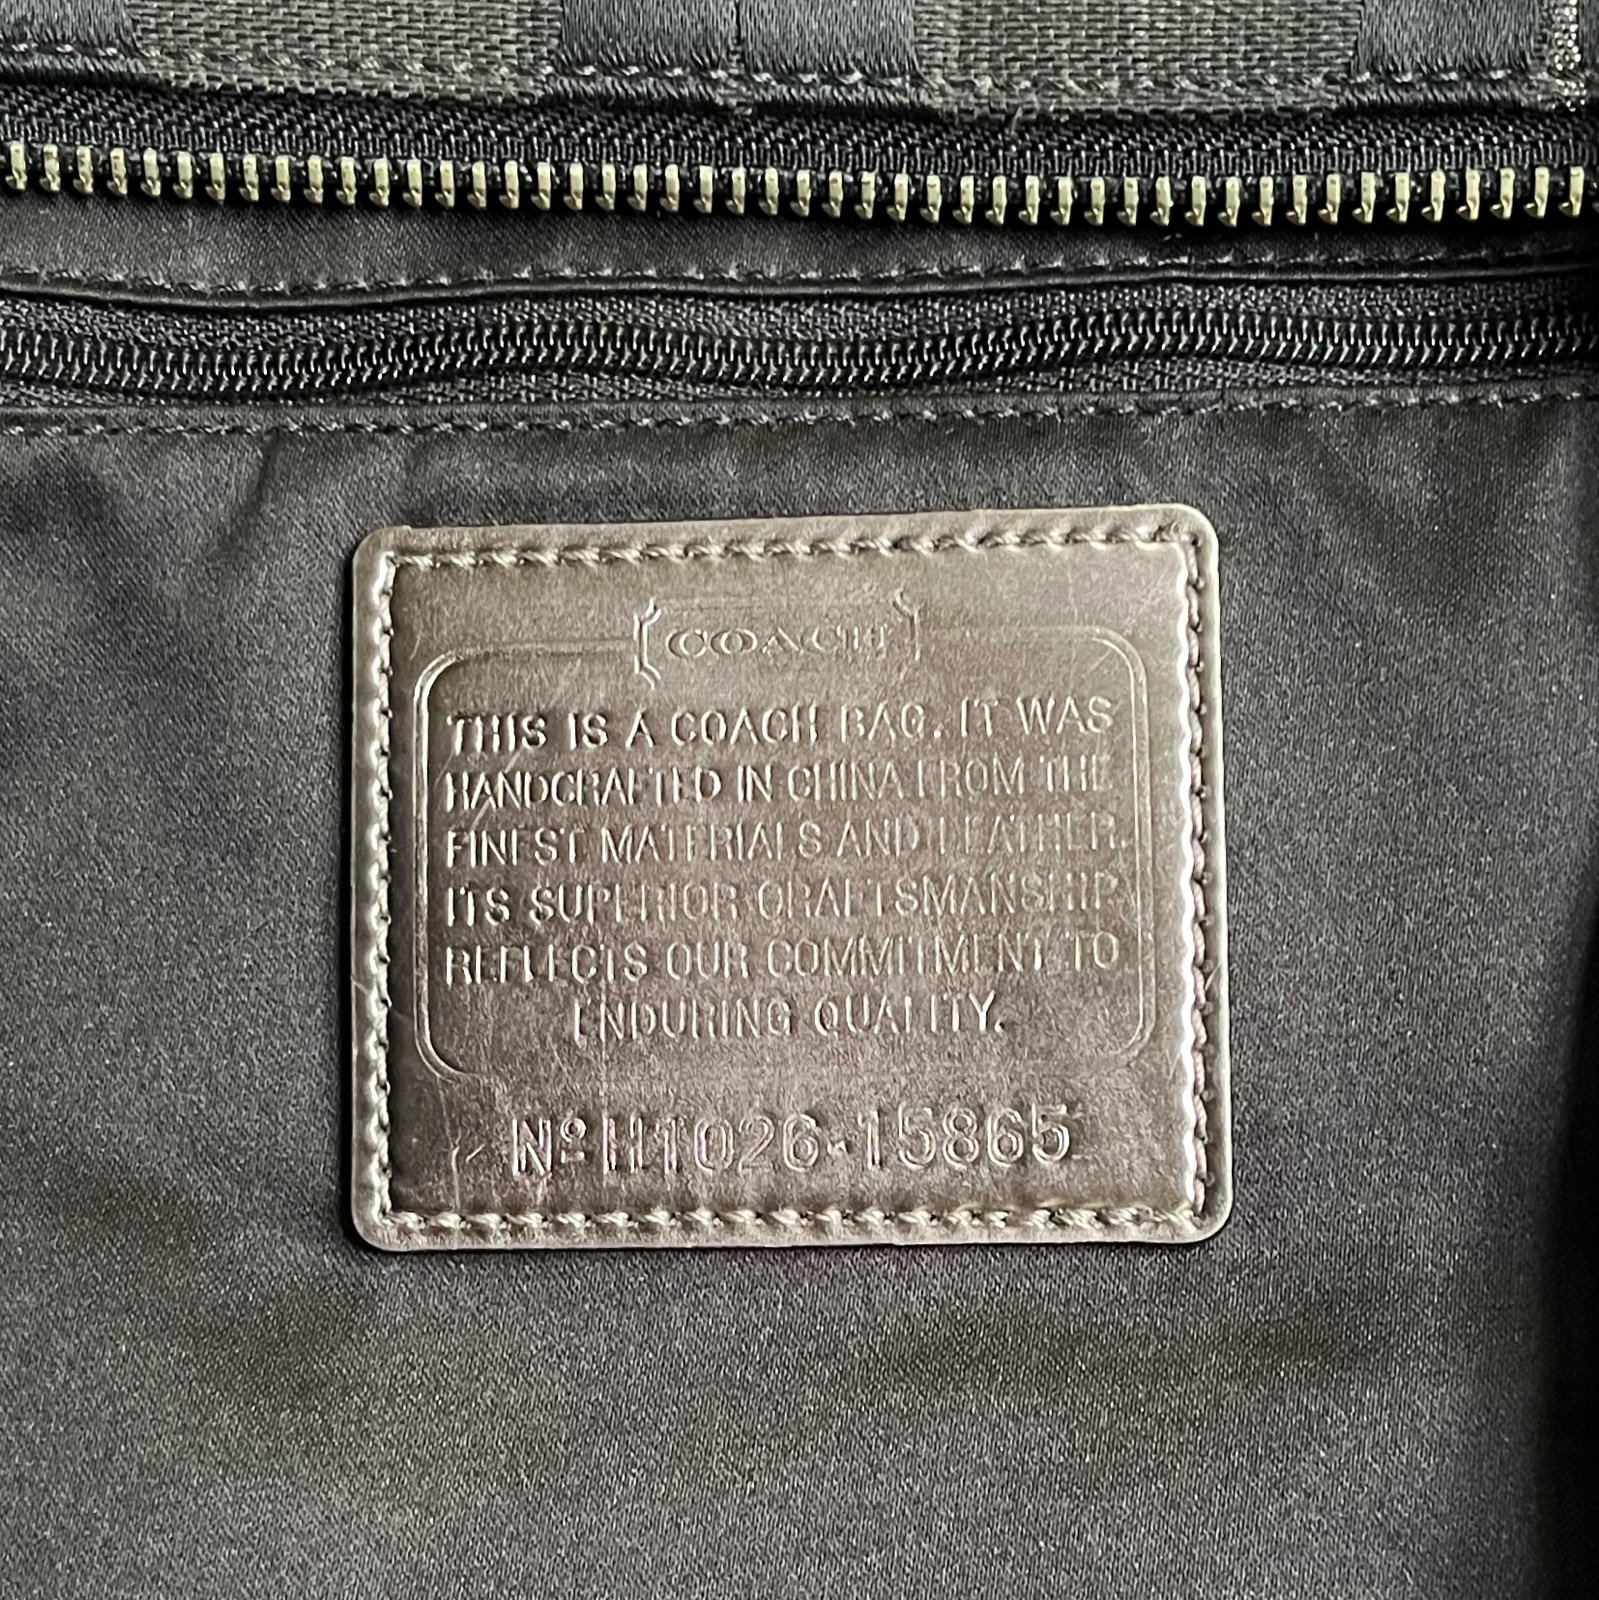 COACH
THIS IS A COACH BAG. IT WAS
HANDCRAFTED IN CHINA FROM THE
FINEST MATERIALS AND LEATHER.
ITS SUPERIOR CRAFTSMANSHIP
REFLECTS OUR COMMITMENT TO
ENDURING QUALITY.
Nº H1026-15865